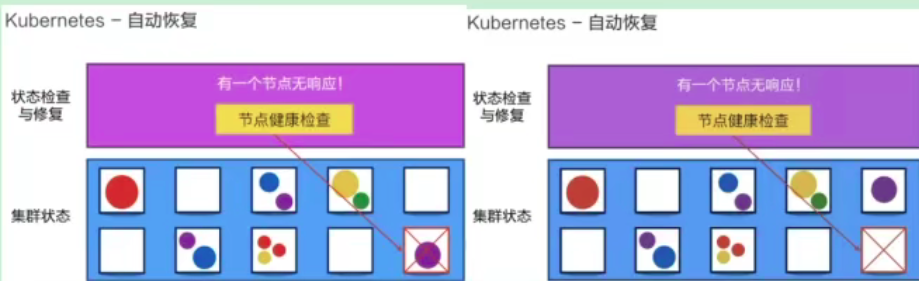 Kubernetes - 自动恢复
有一个节点无响应!
状态检查
与修复
节点健康检查
集群状态
Kubernetes - 自动恢复
有一个节点无响应!
状态检查
与修复
节点健康检查
集群状态